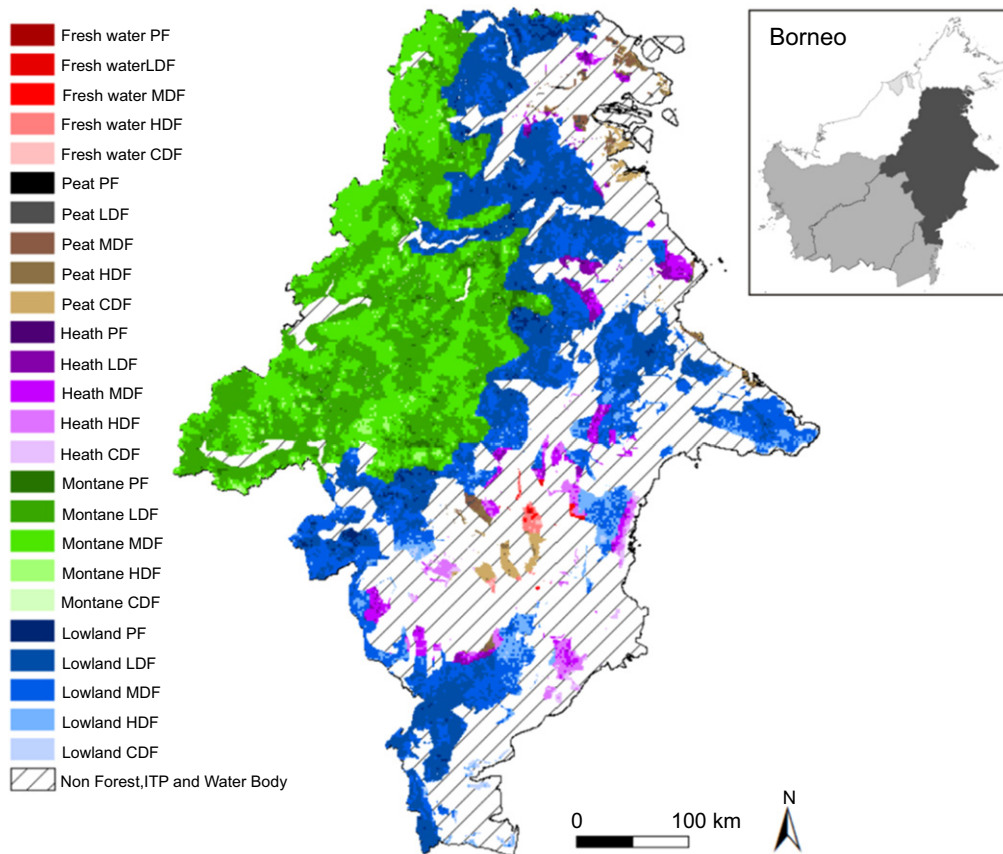 Fresh water PF
Fresh waterLDF
Fresh water MDF
Fresh water HDF
Fresh water CDF
Peat PF
Peat LDF
Peat MDF
Peat HDF
Peat CDF
Heath PF
Heath LDF
Heath MDF
Heath HDF
Heath CDF
Montane PF
Montane LDF
Montane MDF
Montane HDF
Montane CDF
Lowland PF
Lowland LDF
Lowland MDF
Lowland HDF
Lowland CDF
Non Forest,ITP and Water Body
Borneo
0 100 km
N